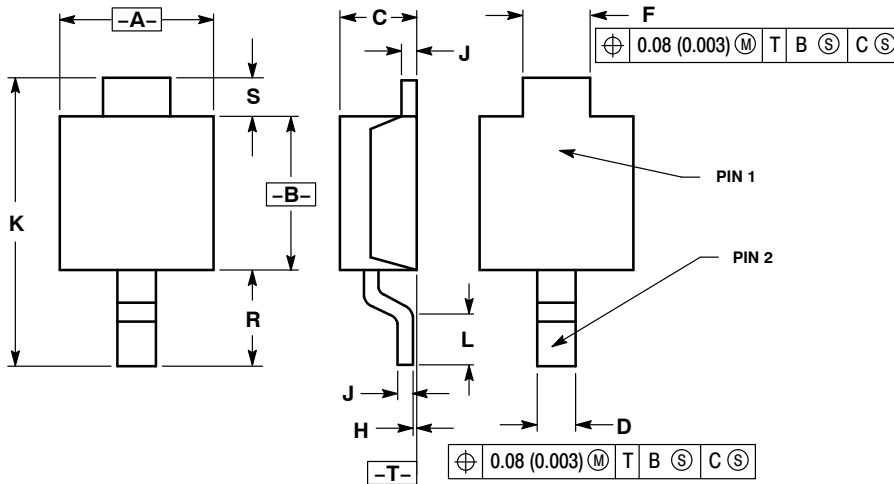 –A–
C
F
⌖ 0.08 (0.003) Ⓜ T B Ⓢ C Ⓢ
J
S
K
–B–
PIN 1
PIN 2
R
L
J
H
D
–T–
⌖ 0.08 (0.003) Ⓜ T B Ⓢ C Ⓢ